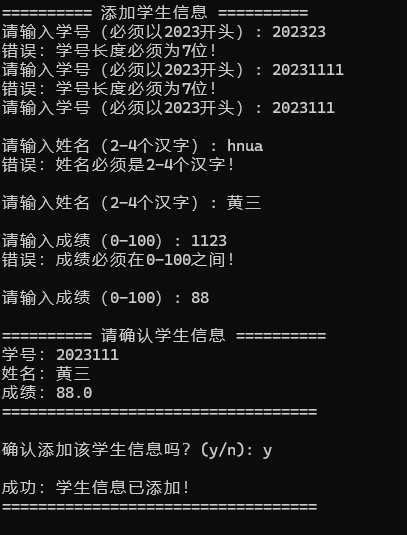 ========== 添加学生信息 ==========
请输入学号 (必须以2023开头) : 202323
错误: 学号长度必须为7位!
请输入学号 (必须以2023开头) : 20231111
错误: 学号长度必须为7位!
请输入学号 (必须以2023开头) : 2023111
请输入姓名 (2-4个汉字) : hnua
错误: 姓名必须是2-4个汉字!
请输入姓名 (2-4个汉字) : 黄三
请输入成绩 (0-100) : 1123
错误: 成绩必须在0-100之间!
请输入成绩 (0-100) : 88
========== 请确认学生信息 ==========
学号: 2023111
姓名: 黄三
成绩: 88.0
===================================
确认添加该学生信息吗? (y/n): y
成功: 学生信息已添加!
===================================